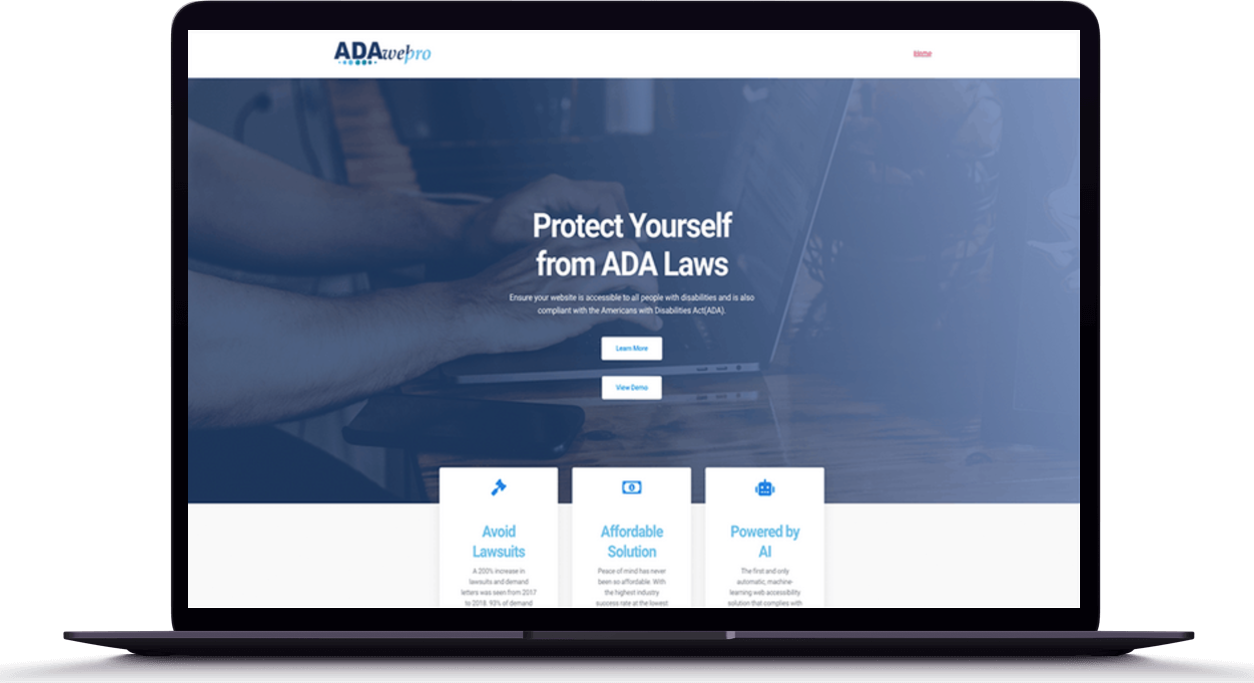 ADAwebpro
Home
Protect Yourself
from ADA Laws
Ensure your website is accessible to all people with disabilities and is also
compliant with the Americans with Disabilities Act(ADA).
Learn More
View Demo
Avoid
Lawsuits
A 200% increase in
lawsuits and demand
letters was seen from 2017
to 2018. 93% of demand
Affordable
Solution
Peace of mind has never
been so affordable. With
the highest industry
success rate at the lowest
Powered by
AI
The first and only
automatic, machine-
learning web accessibility
solution that complies with